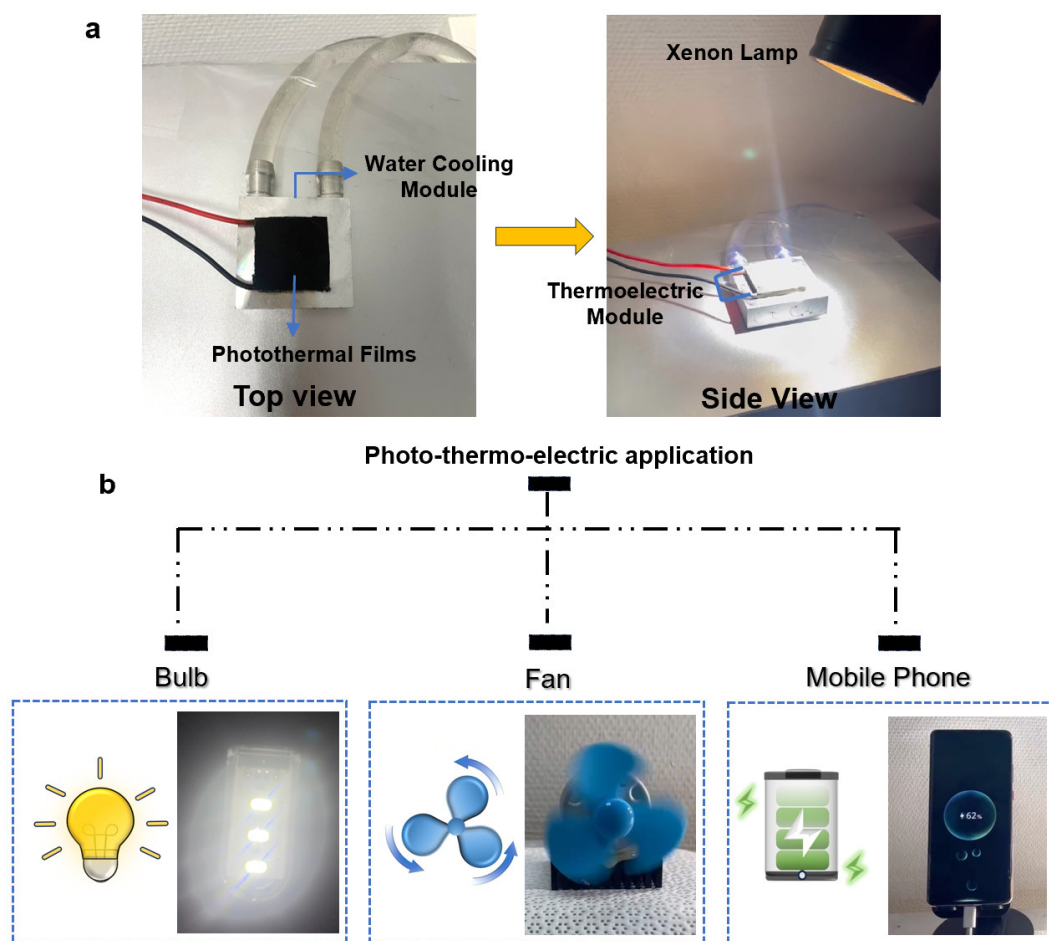 a
Xenon Lamp
Water Cooling
Module
Thermoelectric
Module
Photothermal Films
Top view
Side View
Photo-thermo-electric application
b
Bulb
Fan
Mobile Phone
62%